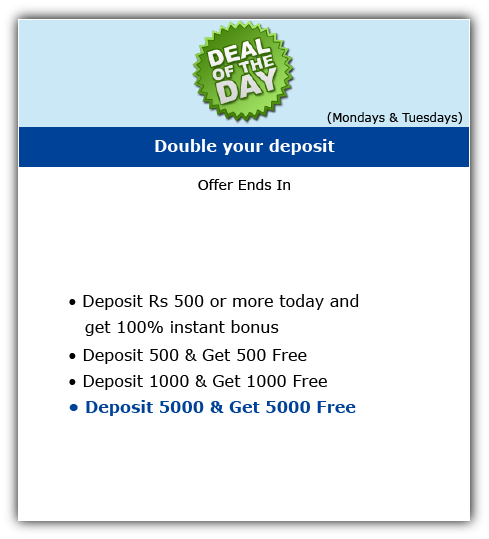 DEAL
OF THE
DAY
(Mondays & Tuesdays)
Double your deposit
Offer Ends In
• Deposit Rs 500 or more today and
get 100% instant bonus
• Deposit 500 & Get 500 Free
• Deposit 1000 & Get 1000 Free
• Deposit 5000 & Get 5000 Free